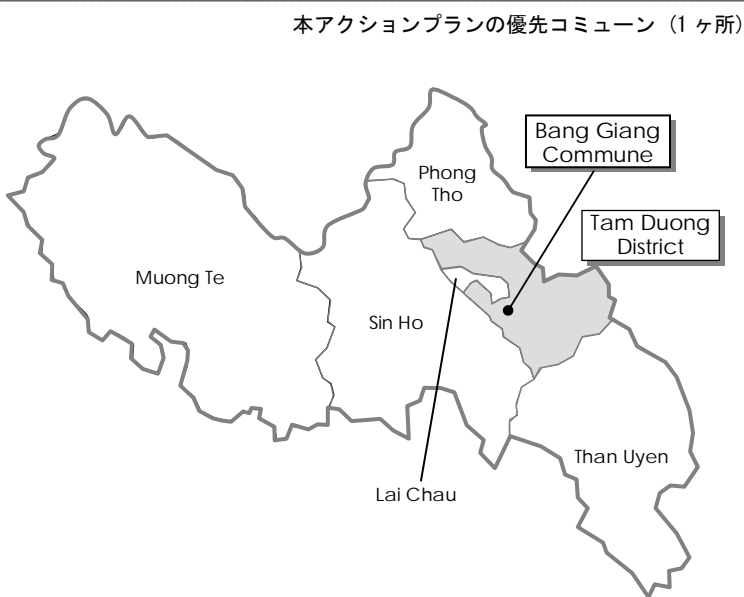 本アクションプランの優先コミューン（1 ヶ所）
Bang Giang
Commune
Phong
Tho
Tam Duong
District
Muong Te
Sin Ho
Than Uyen
Lai Chau